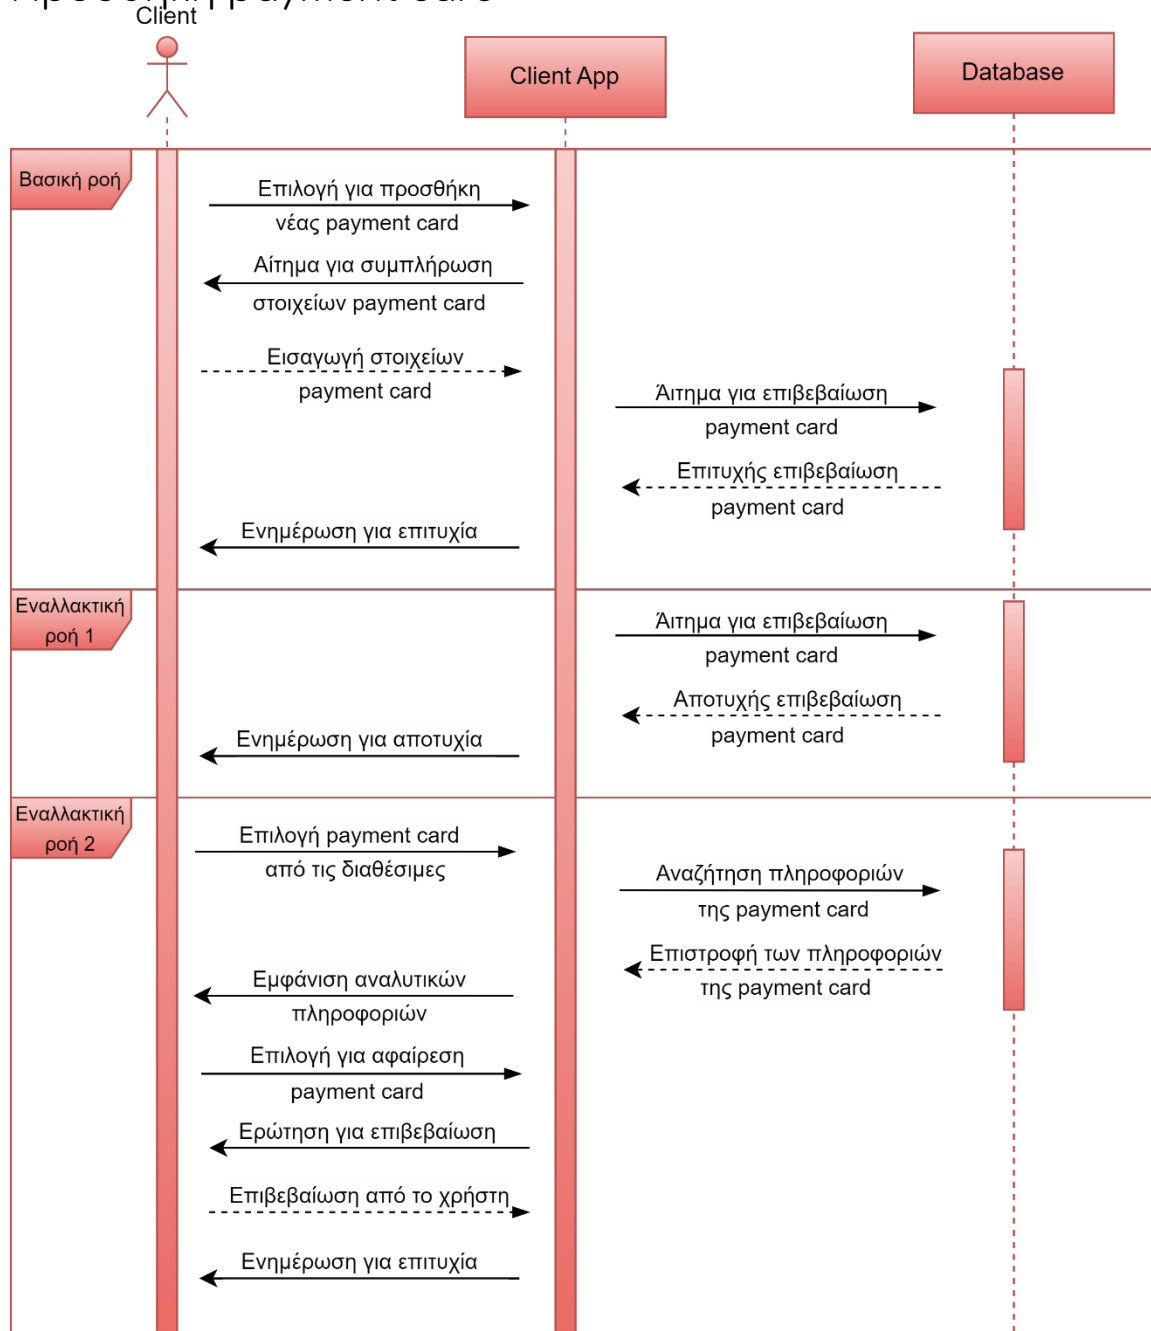 Προσθήκη payment card
Client
Client App
Database
Βασική ροή
Επιλογή για προσθήκη
νέας payment card
Αίτημα για συμπλήρωση
στοιχείων payment card
Εισαγωγή στοιχείων
payment card
Άιτημα για επιβεβαίωση
payment card
Επιτυχής επιβεβαίωση
payment card
Ενημέρωση για επιτυχία
Εναλλακτική
ροή 1
Άιτημα για επιβεβαίωση
payment card
Αποτυχής επιβεβαίωση
payment card
Ενημέρωση για αποτυχία
Εναλλακτική
ροή 2
Επιλογή payment card
από τις διαθέσιμες
Αναζήτηση πληροφοριών
της payment card
Επιστροφή των πληροφοριών
της payment card
Εμφάνιση αναλυτικών
πληροφοριών
Επιλογή για αφαίρεση
payment card
Ερώτηση για επιβεβαίωση
Επιβεβαίωση από το χρήστη
Ενημέρωση για επιτυχία